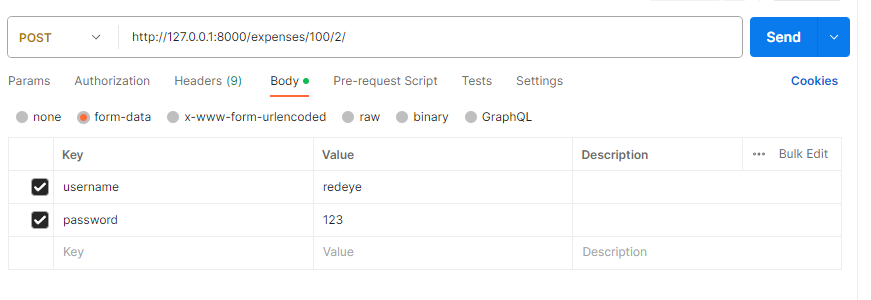 POST http://127.0.0.1:8000/expenses/100/2/ Send
Params Authorization Headers (9) Body Pre-request Script Tests Settings Cookies
none form-data x-www-form-urlencoded raw binary GraphQL
Key Value Description ••• Bulk Edit
username redeye
password 123
Key Value Description